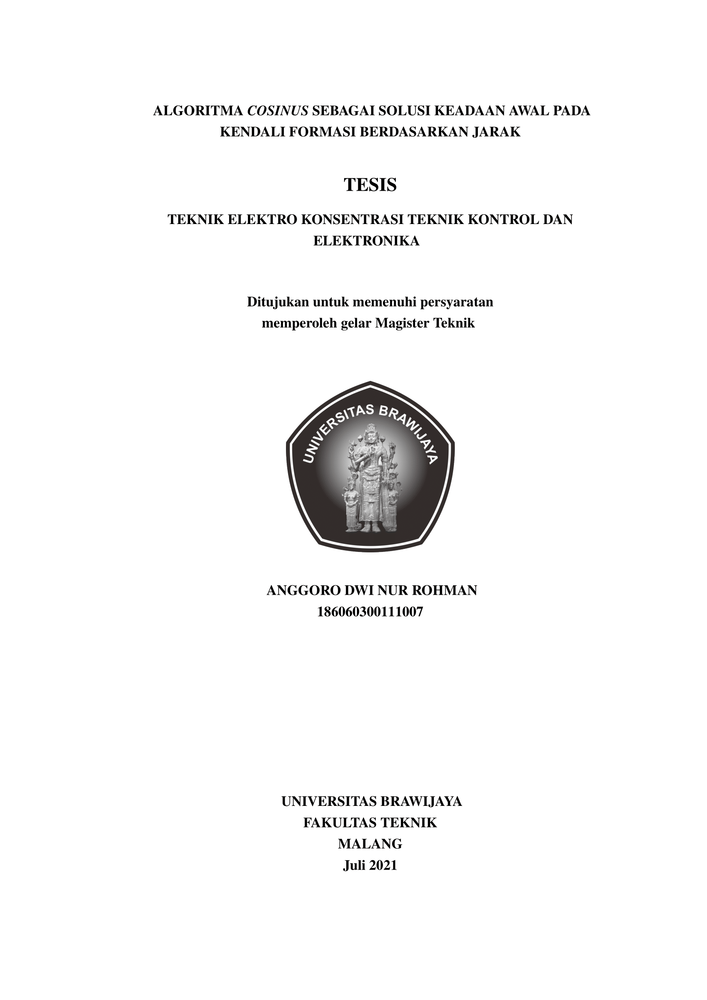 ALGORITMA COSINUS SEBAGAI SOLUSI KEADAAN AWAL PADA
KENDALI FORMASI BERDASARKAN JARAK
TESIS
TEKNIK ELEKTRO KONSENTRASI TEKNIK KONTROL DAN
ELEKTRONIKA
Ditujukan untuk memenuhi persyaratan
memperoleh gelar Magister Teknik
UNIVERSITAS BRAWIJAYA
ANGGORO DWI NUR ROHMAN
186060300111007
UNIVERSITAS BRAWIJAYA
FAKULTAS TEKNIK
MALANG
Juli 2021